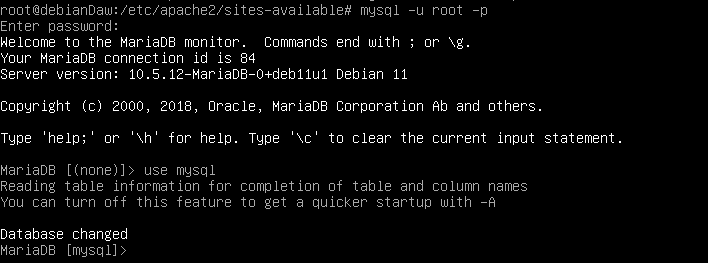 root@debianDaw:/etc/apache2/sites-available# mysql -u root -p
Enter password:
Welcome to the MariaDB monitor.  Commands end with ; or \g.
Your MariaDB connection id is 84
Server version: 10.5.12-MariaDB-0+deb11u1 Debian 11

Copyright (c) 2000, 2018, Oracle, MariaDB Corporation Ab and others.

Type 'help;' or '\h' for help. Type '\c' to clear the current input statement.

MariaDB [(none)]> use mysql
Reading table information for completion of table and column names
You can turn off this feature to get a quicker startup with -A

Database changed
MariaDB [mysql]>